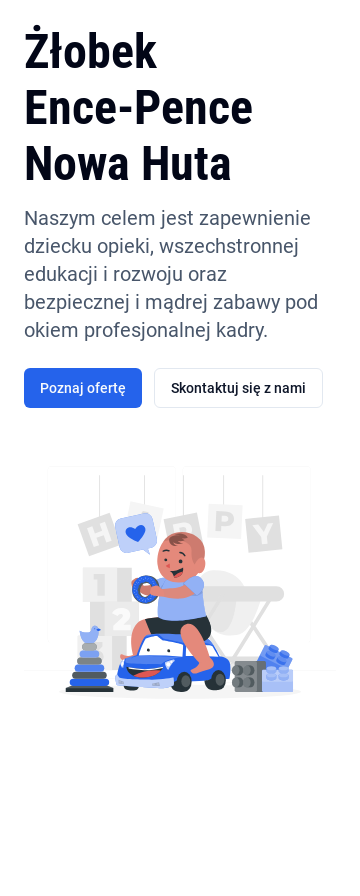 Żłobek
Ence-Pence
Nowa Huta
Naszym celem jest zapewnienie
dziecku opieki, wszechstronnej
edukacji i rozwoju oraz
bezpiecznej i mądrej zabawy pod
okiem profesjonalnej kadry.
Poznaj ofertę
Skontaktuj się z nami
H A P P Y
1
2